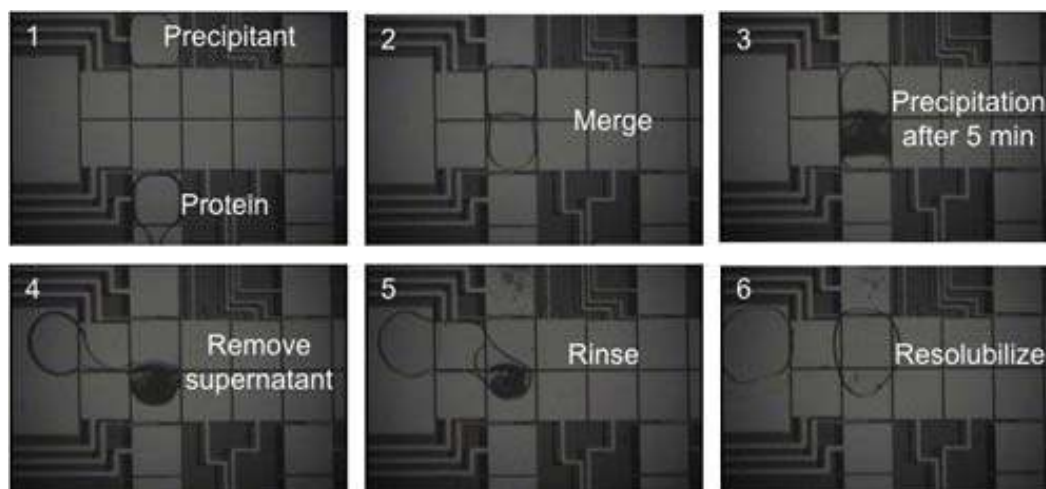 1
Precipitant
Protein
2
Merge
3
Precipitation
after 5 min
4
Remove
supernatant
5
Rinse
6
Resolubilize